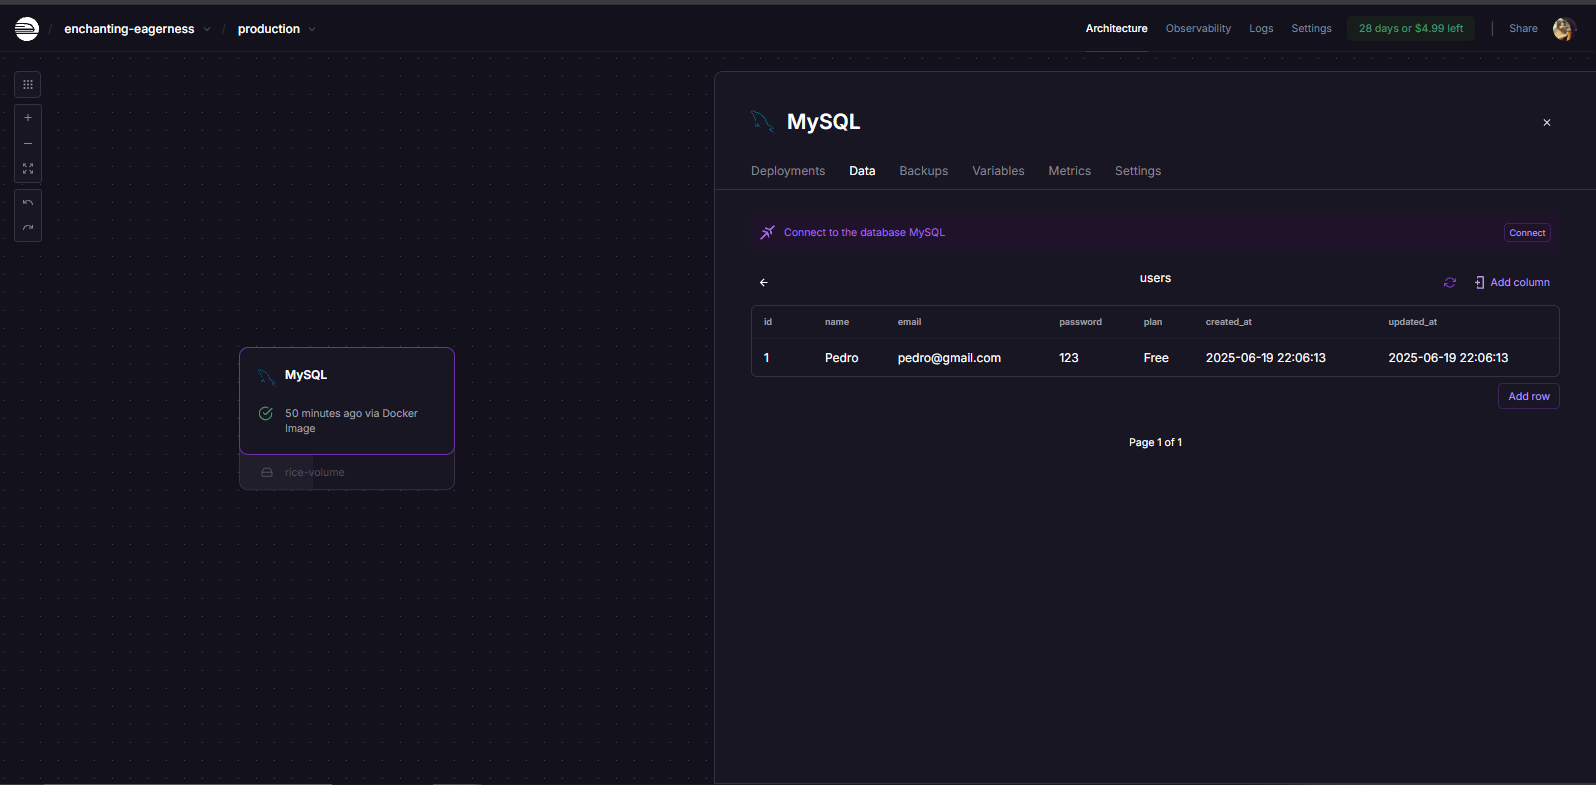 / enchanting-eagerness / production
Architecture Observability Logs Settings 28 days or $4.99 left Share
MySQL
Deployments Data Backups Variables Metrics Settings
Connect to the database MySQL Connect
users
Add column
id name email password plan created_at updated_at
1 Pedro pedro@gmail.com 123 Free 2025-06-19 22:06:13 2025-06-19 22:06:13
Add row
Page 1 of 1
MySQL
50 minutes ago via Docker
Image
rice-volume